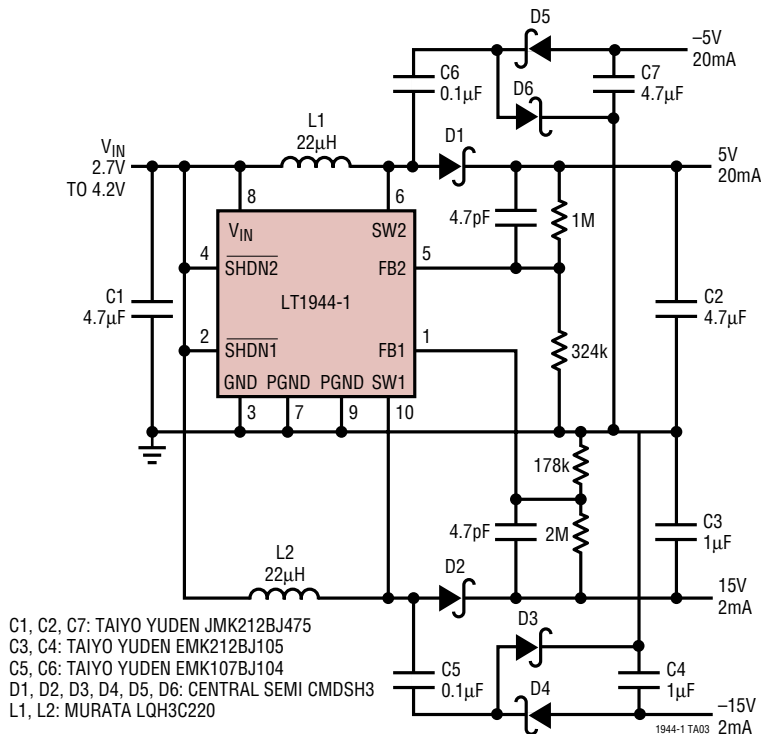 D5
–5V
20mA
C6
0.1µF
D6
C7
4.7µF
L1
22µH
D1
VIN
2.7V
TO 4.2V
5V
20mA
8
6
4.7pF
1M
VIN
SW2
4
SHDN2
5
FB2
LT1944-1
C1
4.7µF
C2
4.7µF
2
SHDN1
1
FB1
324k
GND
PGND
PGND
SW1
3
7
9
10
178k
4.7pF
2M
C3
1µF
L2
22µH
D2
15V
2mA
D3
C5
0.1µF
C4
1µF
D4
–15V
2mA
C1, C2, C7: TAIYO YUDEN JMK212BJ475
C3, C4: TAIYO YUDEN EMK212BJ105
C5, C6: TAIYO YUDEN EMK107BJ104
D1, D2, D3, D4, D5, D6: CENTRAL SEMI CMDSH3
L1, L2: MURATA LQH3C220
1944-1 TA03